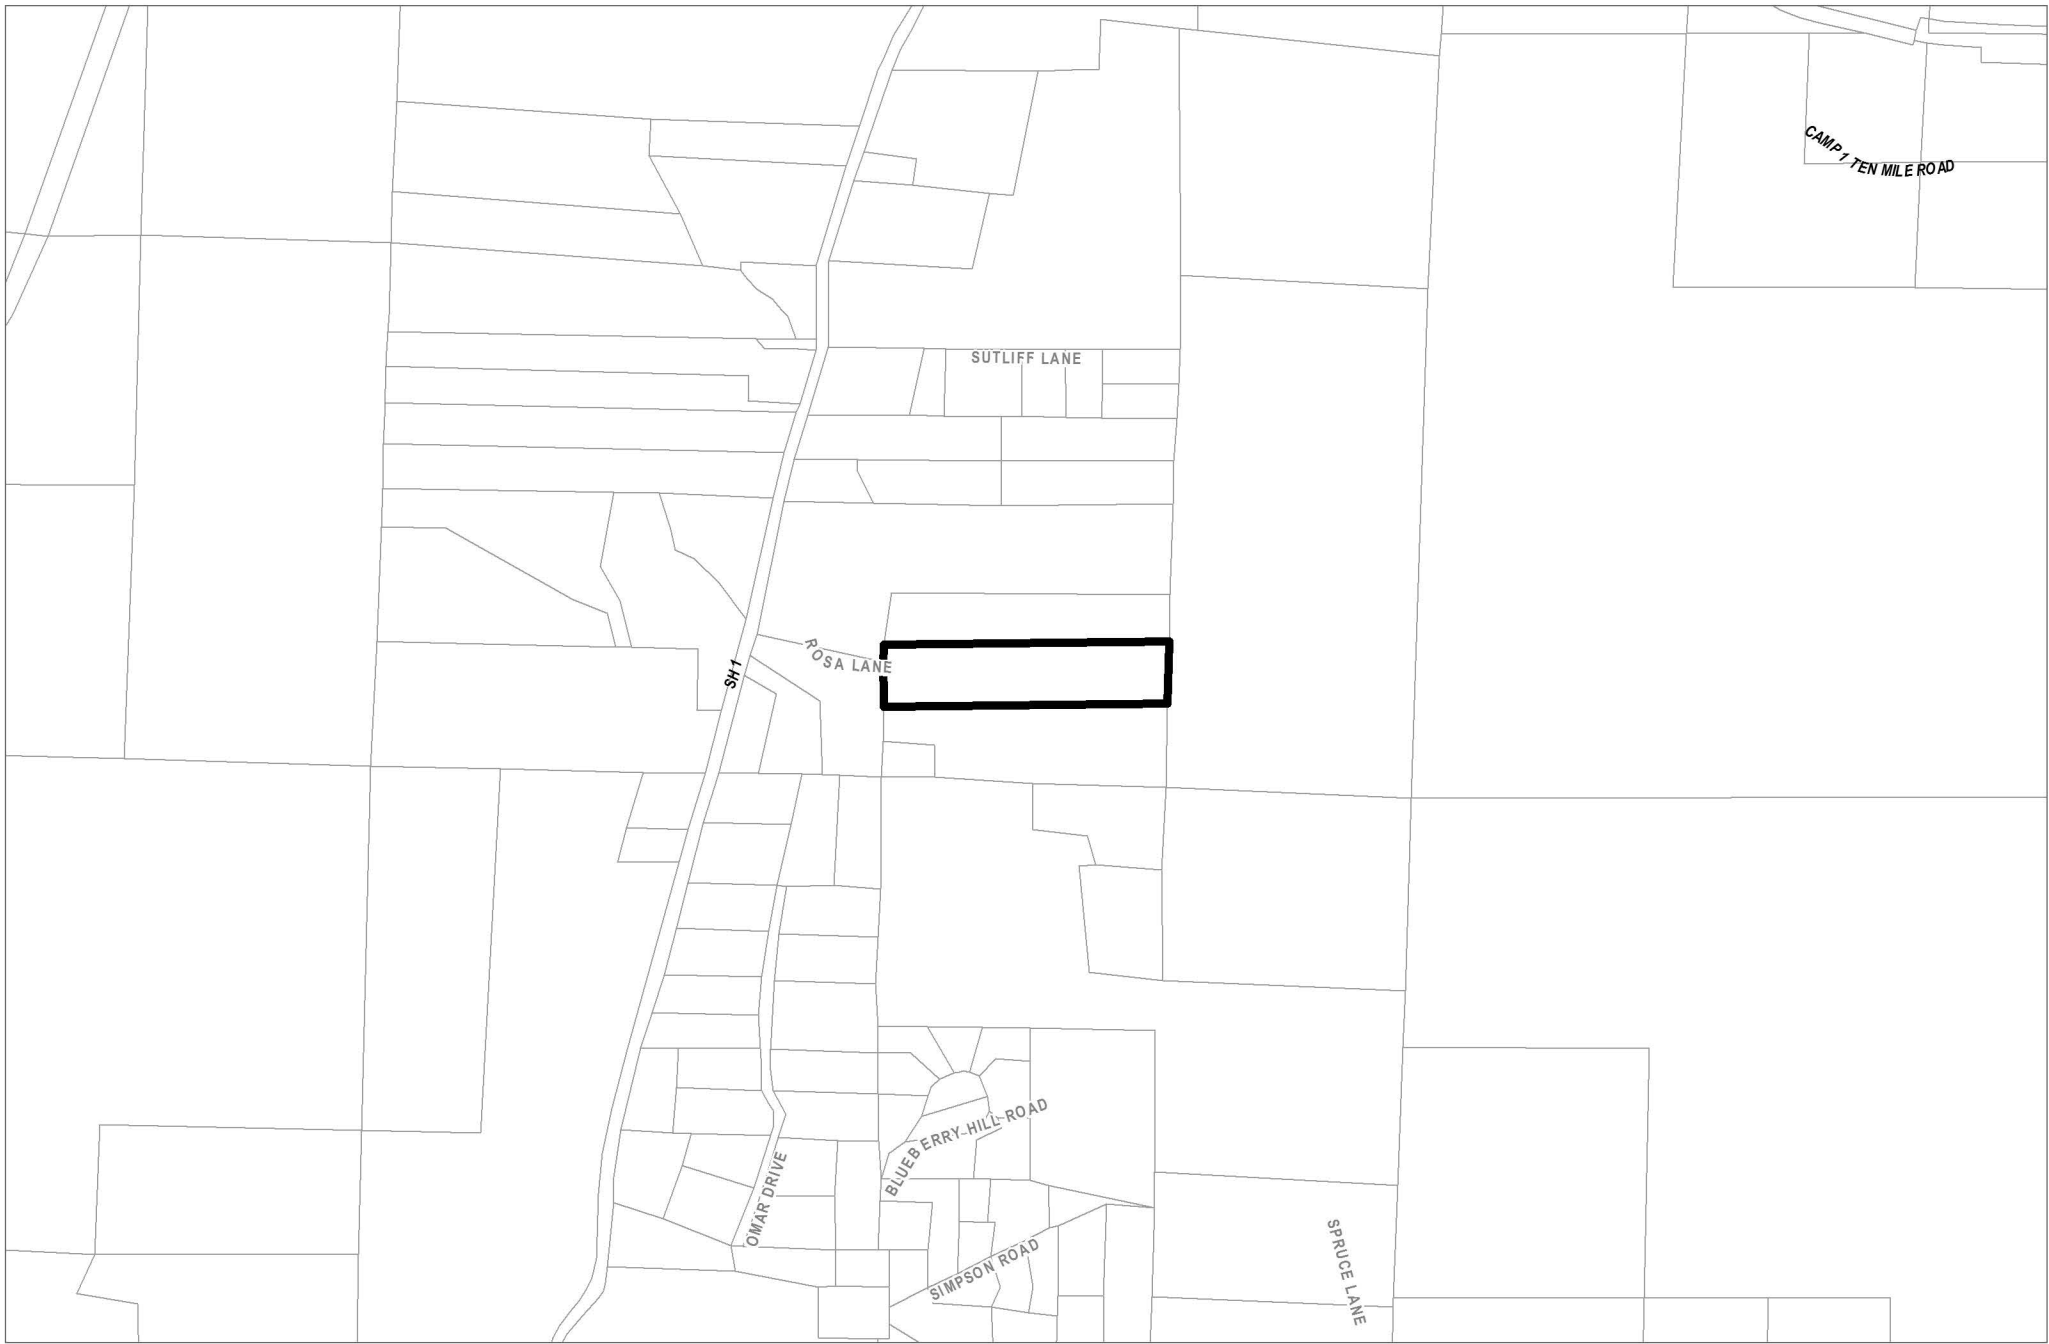 CAMP 1 TEN MILE ROAD
SUTLIFF LANE
ROSA LANE
SH 1
BLUEBERRY HILL ROAD
OMAR DRIVE
SIMPSON ROAD
SPRUCE LANE